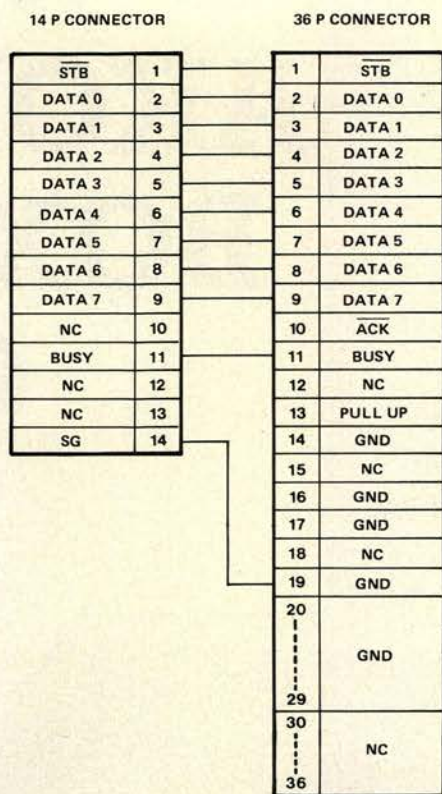 14 P CONNECTOR
STB 1
DATA 0 2
DATA 1 3
DATA 2 4
DATA 3 5
DATA 4 6
DATA 5 7
DATA 6 8
DATA 7 9
NC 10
BUSY 11
NC 12
NC 13
SG 14
36 P CONNECTOR
1 STB
2 DATA 0
3 DATA 1
4 DATA 2
5 DATA 3
6 DATA 4
7 DATA 5
8 DATA 6
9 DATA 7
10 ACK
11 BUSY
12 NC
13 PULL UP
14 GND
15 NC
16 GND
17 GND
18 NC
19 GND
20
GND
29
30
NC
36